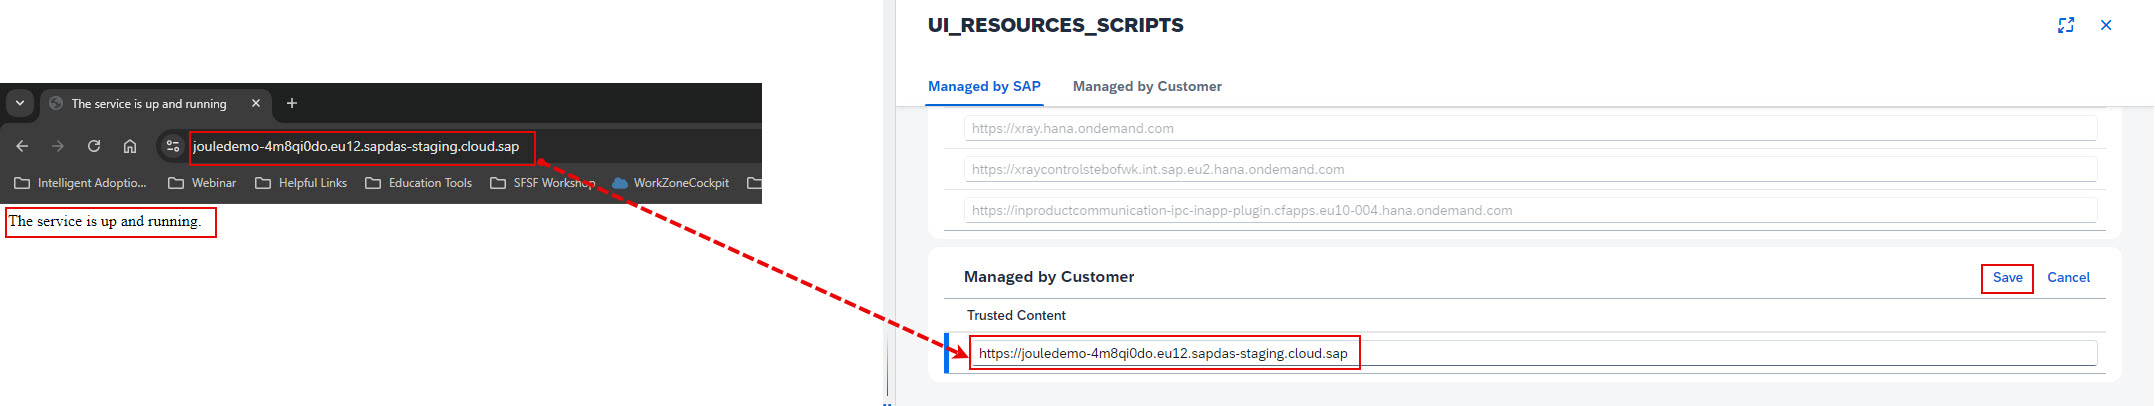 The service is up and running
jouledemo-4m8qi0do.eu12.sapdas-staging.cloud.sap
Intelligent Adoptio... Webinar Helpful Links Education Tools SFSF Workshop WorkZoneCockpit
The service is up and running.
UI_RESOURCES_SCRIPTS
Managed by SAP Managed by Customer
https://xray.hana.ondemand.com
https://xraycontrolstebofwk.int.sap.eu2.hana.ondemand.com
https://inproductcommunication-ipc-inapp-plugin.cfapps.eu10-004.hana.ondemand.com
Managed by Customer Save Cancel
Trusted Content
https://jouledemo-4m8qi0do.eu12.sapdas-staging.cloud.sap